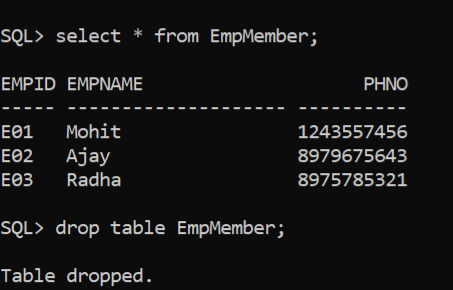 SQL> select * from EmpMember;
EMPID EMPNAME                    PHNO
----- -------------------- ----------
E01   Mohit                1243557456
E02   Ajay                 8979675643
E03   Radha                8975785321
SQL> drop table EmpMember;
Table dropped.